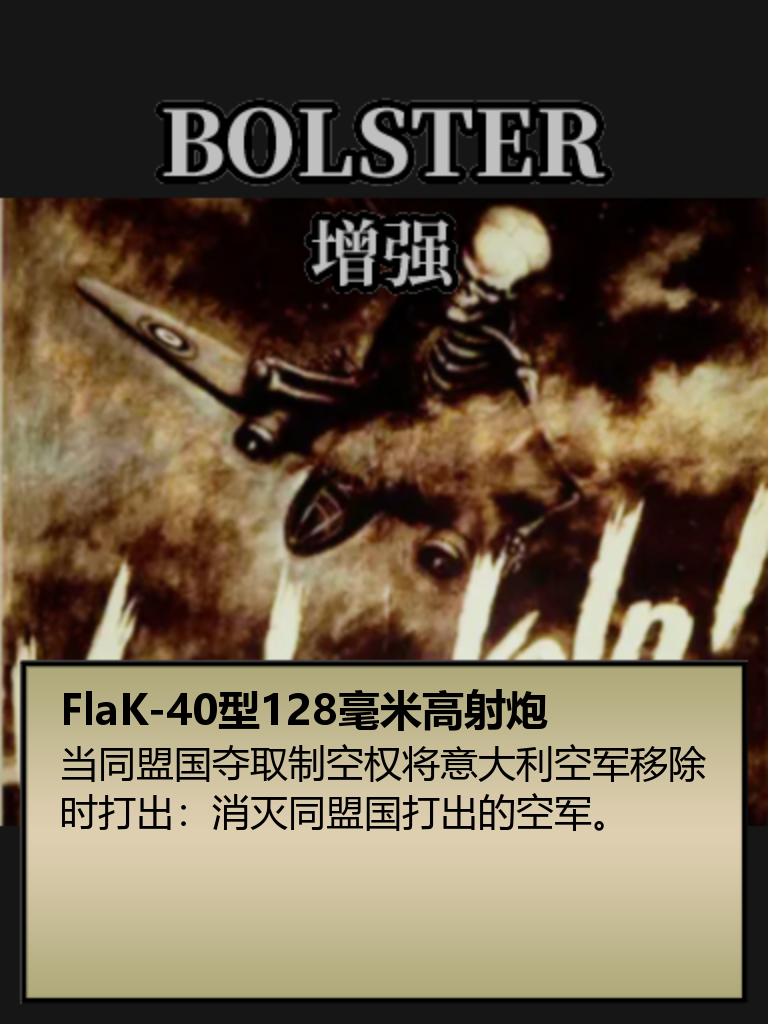 BOLSTER
增强
FlaK-40型128毫米高射炮
当同盟国夺取制空权将意大利空军移除
时打出：消灭同盟国打出的空军。